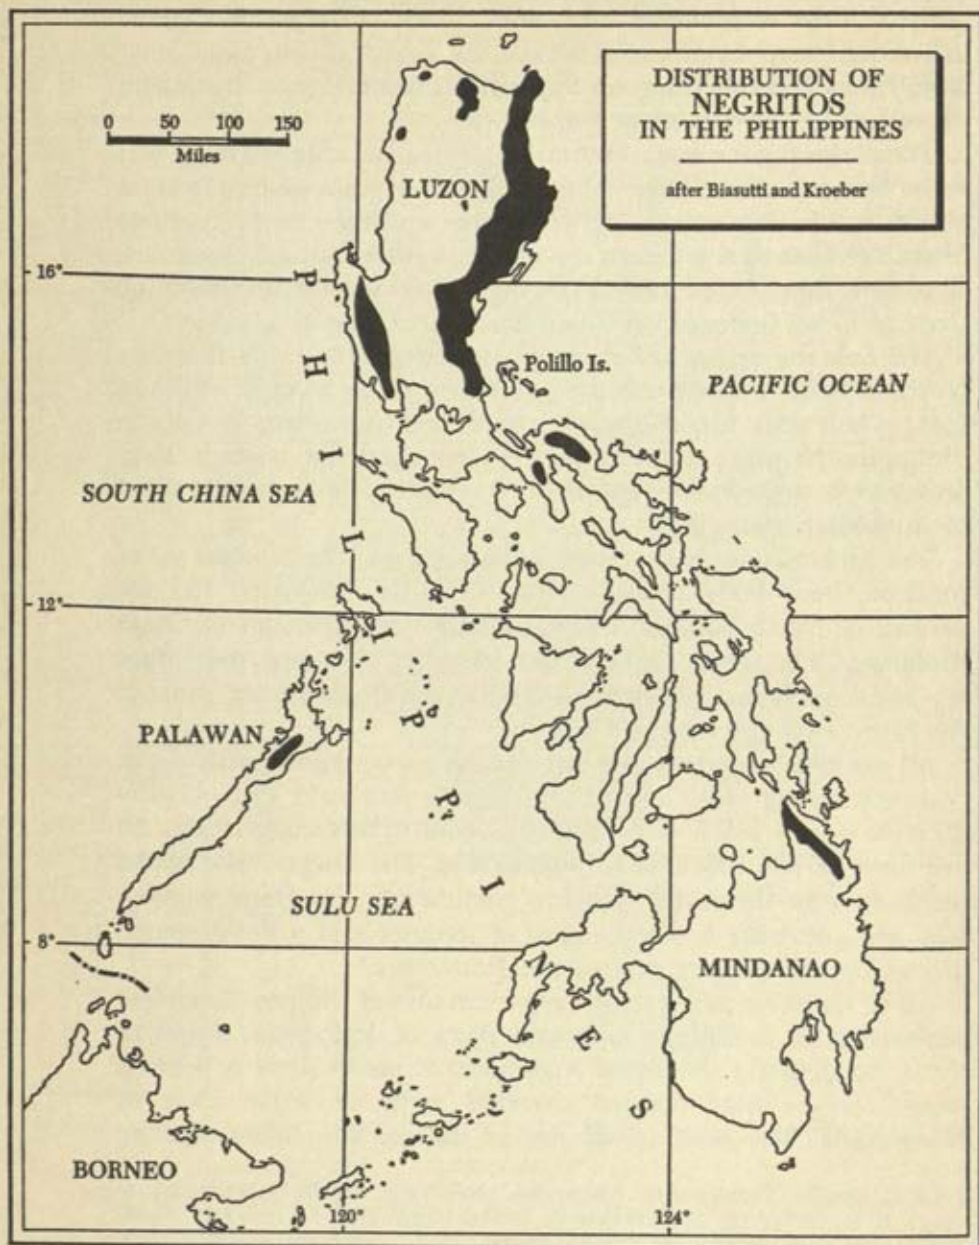 DISTRIBUTION OF
NEGRITOS
IN THE PHILIPPINES
after Biasutti and Kroeber
0 50 100 150
Miles
LUZON
16°
Polillo Is.
PACIFIC OCEAN
PHILIPPINES
SOUTH CHINA SEA
12°
PALAWAN
SULU SEA
8°
MINDANAO
BORNEO
120° 124°